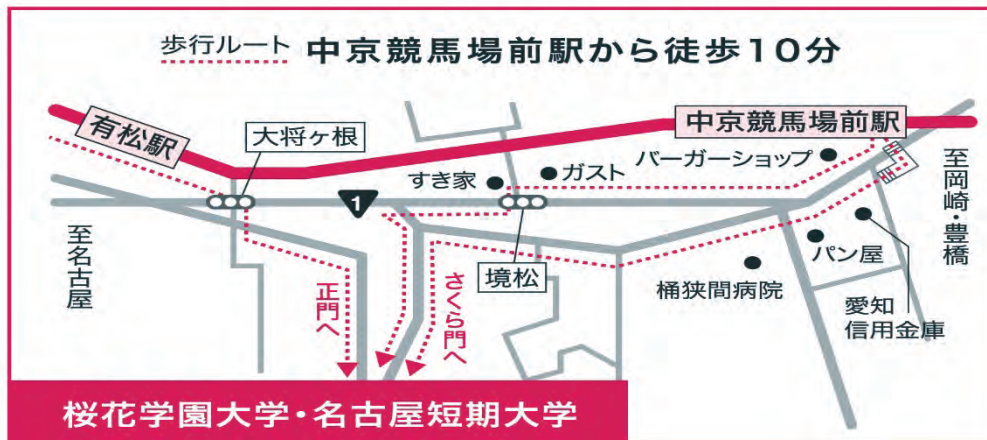 歩行ルート 中京競馬場前駅から徒歩10分
有松駅
大将ヶ根
中京競馬場前駅
すき家
ガスト
バーガーショップ
1
至名古屋
至岡崎・豊橋
境松
パン屋
桶狭間病院
愛知
信用金庫
正門へ
さくら門へ
桜花学園大学・名古屋短期大学